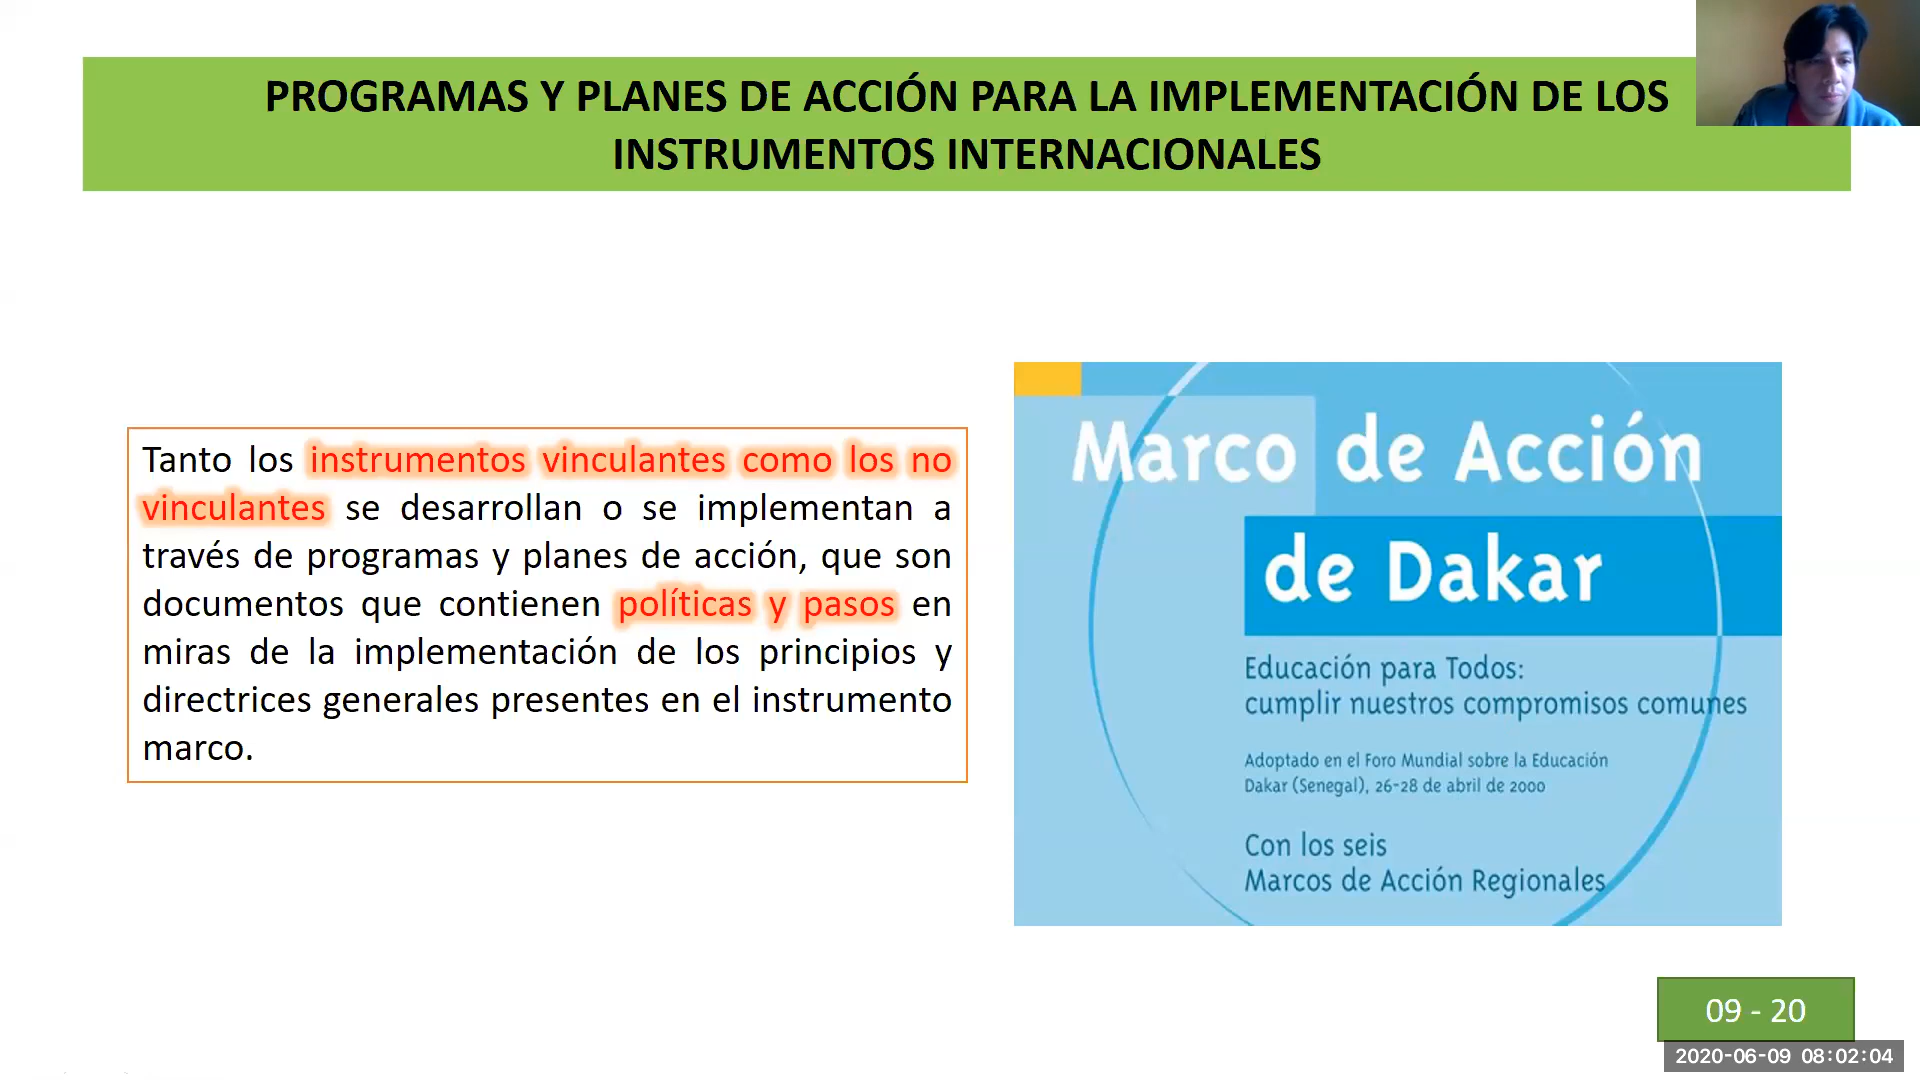 PROGRAMAS Y PLANES DE ACCIÓN PARA LA IMPLEMENTACIÓN DE LOS
INSTRUMENTOS INTERNACIONALES
Tanto los instrumentos vinculantes como los no
vinculantes se desarrollan o se implementan a
través de programas y planes de acción, que son
documentos que contienen políticas y pasos en
miras de la implementación de los principios y
directrices generales presentes en el instrumento
marco.
Marco de Acción
de Dakar
Educación para Todos:
cumplir nuestros compromisos comunes
Adoptado en el Foro Mundial sobre la Educación
Dakar (Senegal), 26-28 de abril de 2000
Con los seis
Marcos de Acción Regionales
09 - 20
2020-06-09 08:02:04